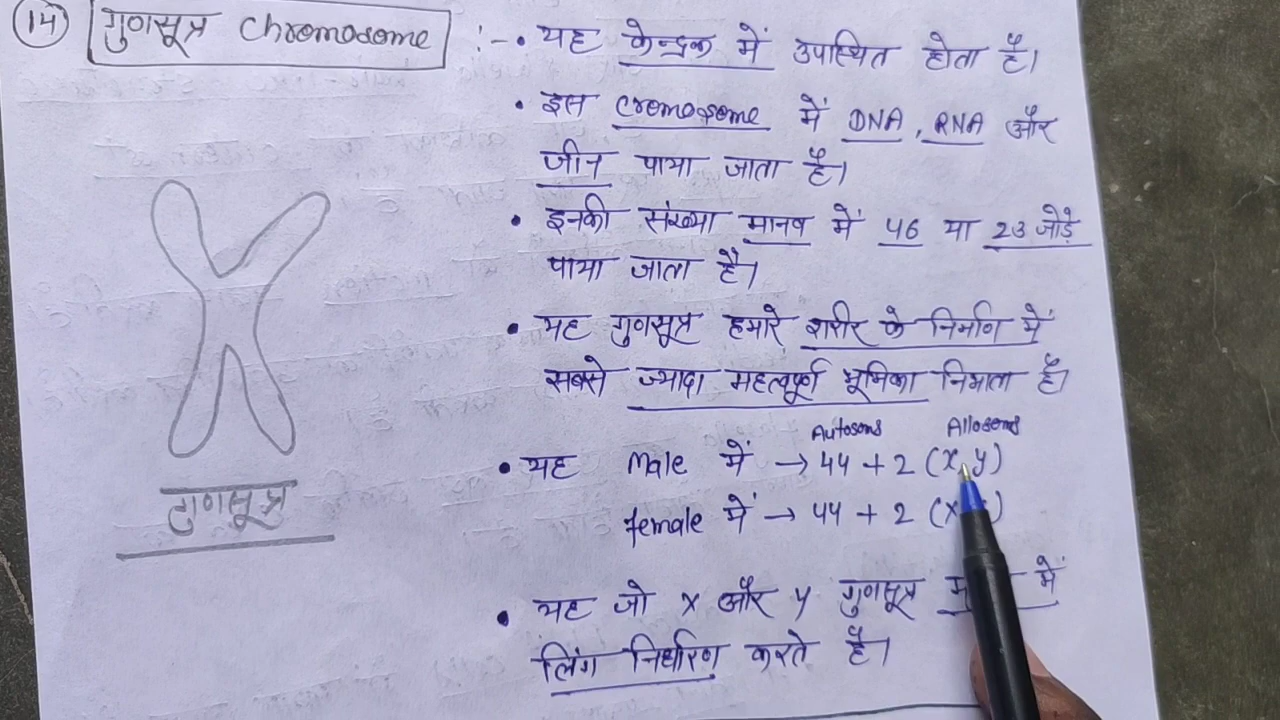 14 गुणसूत्र Chromosome :- • यह केन्द्रक में उपस्थित होता है।
• इस Cromosome में DNA, RNA और
जीन पाया जाता है।
• इनकी संख्या मानव में 46 या 23 जोड़े
पाया जाता है।
• यह गुणसूत्र हमारे शरीर के निर्माण में
सबसे ज्यादा महत्वपूर्ण भूमिका निभाता है।
Autosoms Allosoms
• यह Male में → 44 + 2 (x, y)
female में → 44 + 2 (x
गुणसूत्र
• यह जो x और y गुणसूत्र में
लिंग निर्धारण करते है।